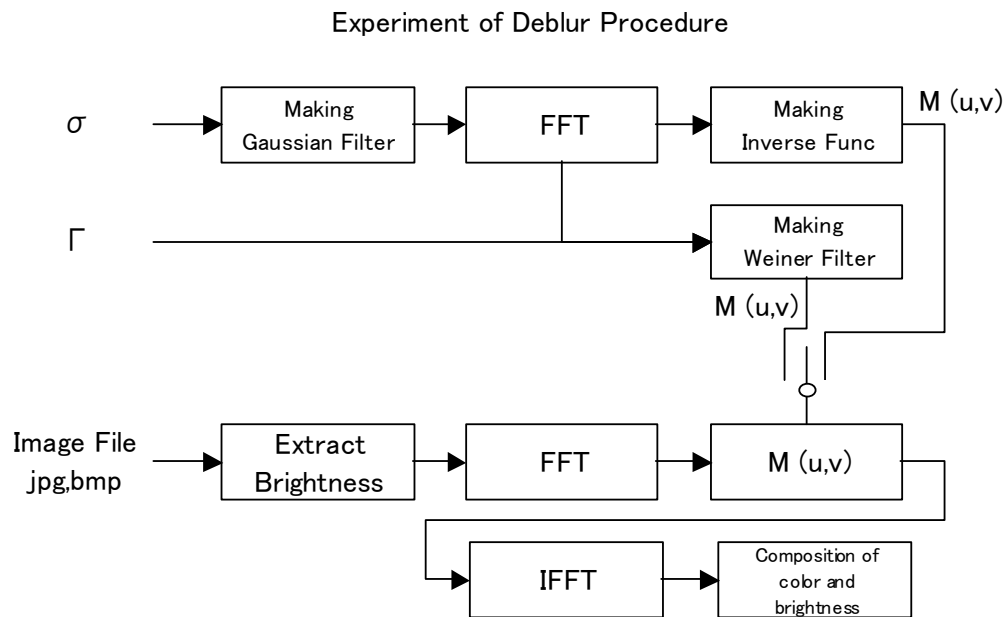 Experiment of Deblur Procedure
σ
Making
Gaussian Filter
FFT
Making
Inverse Func
M (u,v)
Γ
Making
Weiner Filter
M (u,v)
Image File
jpg,bmp
Extract
Brightness
FFT
M (u,v)
IFFT
Composition of
color and
brightness